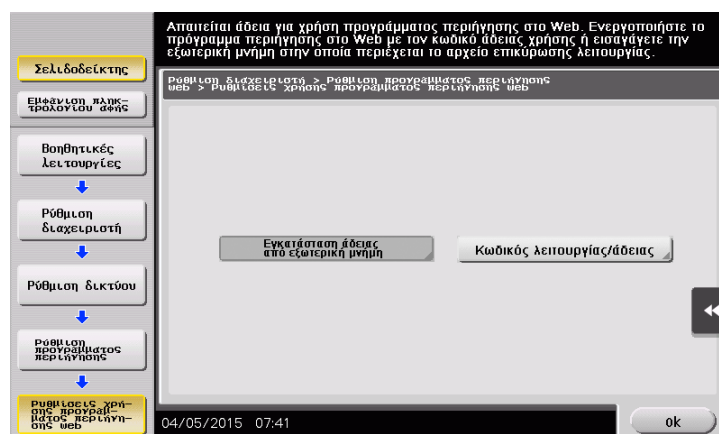 Απαιτείται άδεια για χρήση προγράμματος περιήγησης στο Web. Ενεργοποιήστε το
πρόγραμμα περιήγησης στο Web με τον κωδικό άδειας χρήσης ή εισαγάγετε την
εξωτερική μνήμη στην οποία περιέχεται το αρχείο επικύρωσης λειτουργίας.
Σελιδοδείκτης
Εμφάνιση πληκ-
τρολογίου αφής
Βοηθητικές
λειτουργίες
Ρύθμιση
διαχειριστή
Ρύθμιση δικτύου
Ρύθμιση
προγράμματος
περιήγησης
Ρυθμίσεις χρή-
σης προγράμ-
ματος περιήγη-
σης web
Ρύθμιση διαχειριστή > Ρύθμιση προγράμματος περιήγησης
web > Ρυθμίσεις χρήσης προγράμματος περιήγησης web
Εγκατάσταση άδειας
από εξωτερική μνήμη
Κωδικός λειτουργίας/άδειας
04/05/2015 07:41
ok